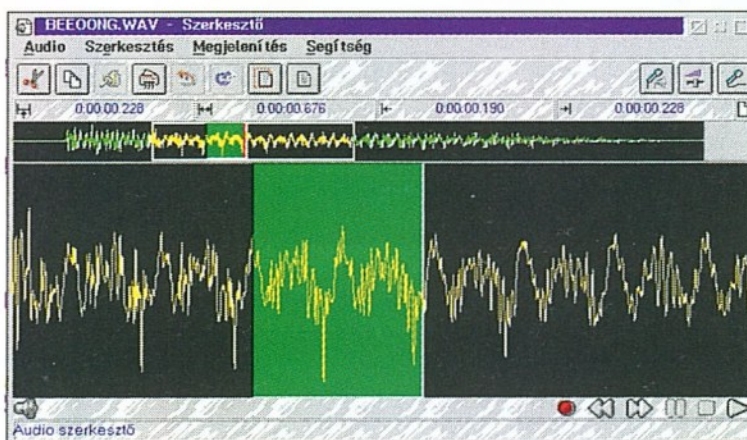 BEEOONG.WAV - Szerkesztő
Audio Szerkesztés Megjelenítés Segítség
0:00:00.228 0:00:00.676 0:00:00.190 0:00:00.228
Audio szerkesztő